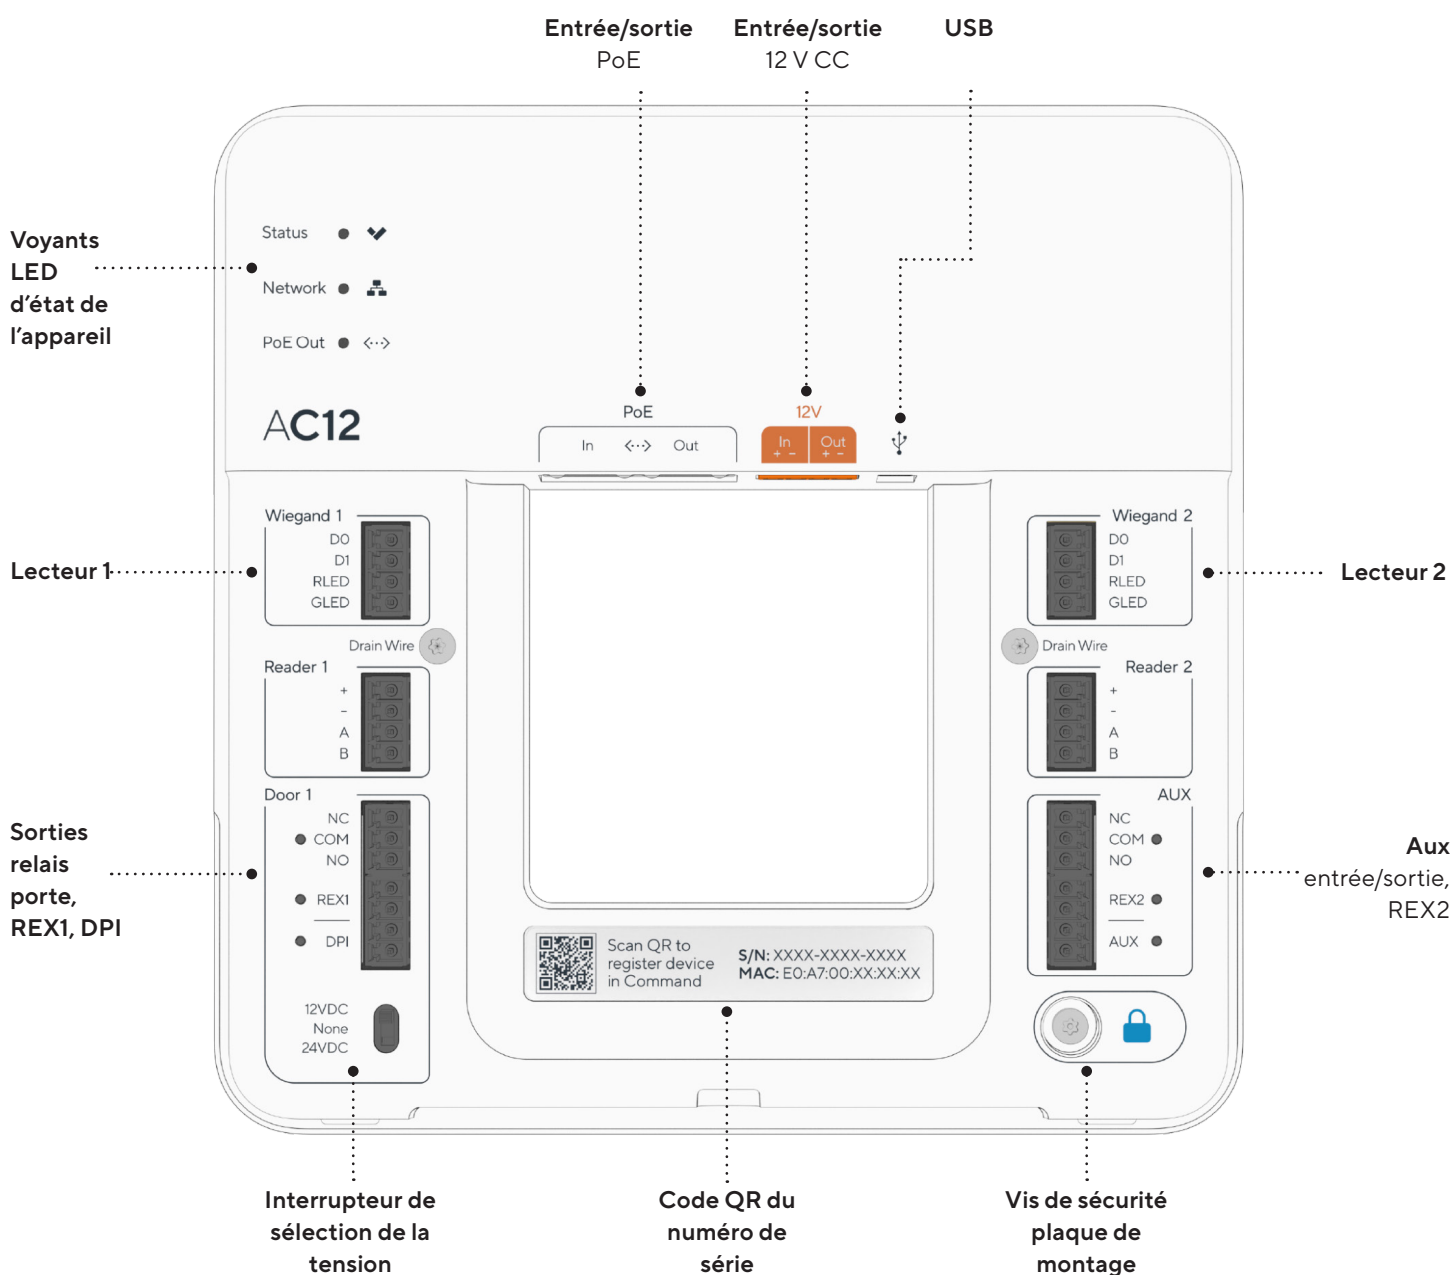 Entrée/sortie
PoE
Entrée/sortie
12 V CC
USB
Voyants
LED
d'état de
l'appareil
Status
Network
PoE Out
AC12
PoE
In
Out
12V
In
+ -
Out
+ -
Lecteur 1
Wiegand 1
D0
D1
RLED
GLED
Drain Wire
Reader 1
+
-
A
B
Wiegand 2
D0
D1
RLED
GLED
Lecteur 2
Drain Wire
Reader 2
+
-
A
B
Sorties
relais
porte,
REX1, DPI
Door 1
NC
COM
NO
REX1
DPI
12VDC
None
24VDC
AUX
NC
COM
NO
REX2
AUX
Aux
entrée/sortie,
REX2
Scan QR to
register device
in Command
S/N: XXXX-XXXX-XXXX
MAC: E0:A7:00:XX:XX:XX
Interrupteur de
sélection de la
tension
Code QR du
numéro de
série
Vis de sécurité
plaque de
montage